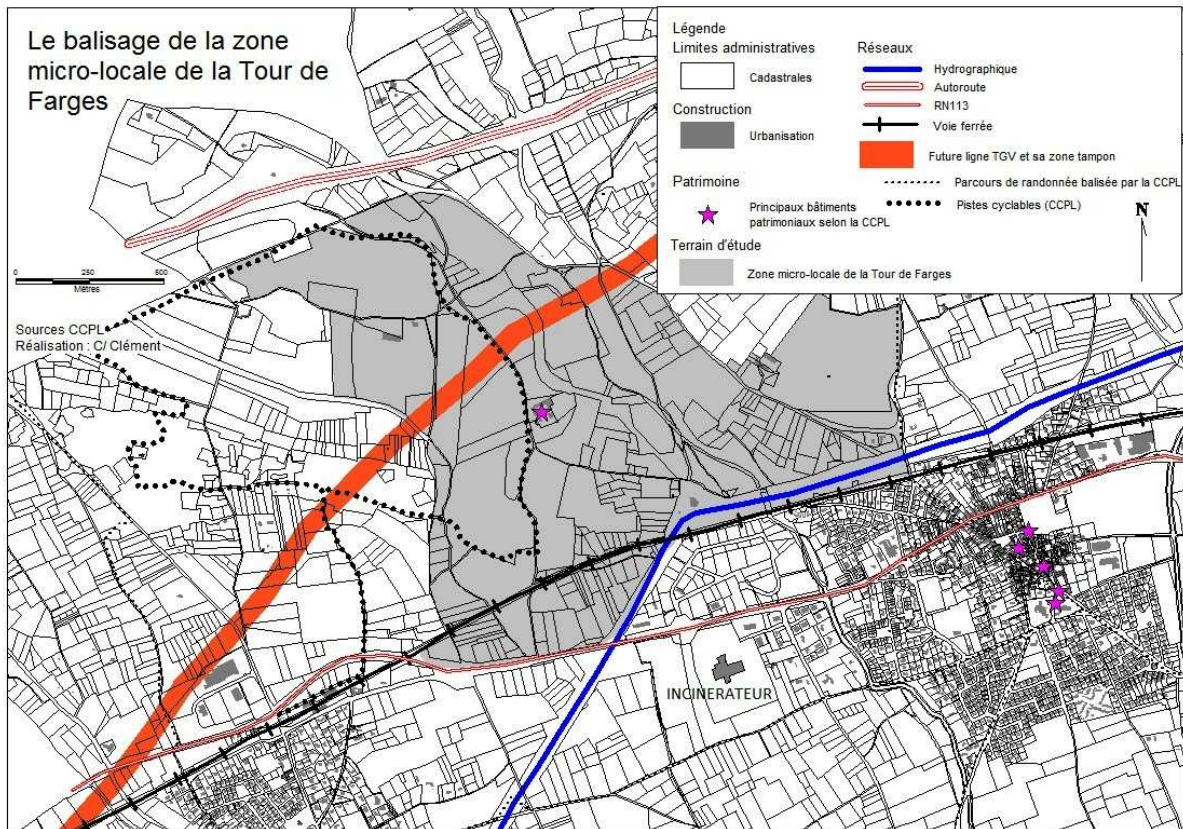 Le balisage de la zone
micro-locale de la Tour de
Farges
Légende
Limites administratives
Cadastrales
Construction
Urbanisation
Patrimoine
Principaux bâtiments
patrimoniaux selon la CCPL
Terrain d'étude
Zone micro-locale de la Tour de Farges
Réseaux
Hydrographique
Autoroute
RN113
Voie ferrée
Future ligne TGV et sa zone tampon
Parcours de randonnée balisée par la CCPL
Pistes cyclables (CCPL)
N
0 250 500
Mètres
Sources CCPL
Réalisation : C/ Clément
INCINERATEUR